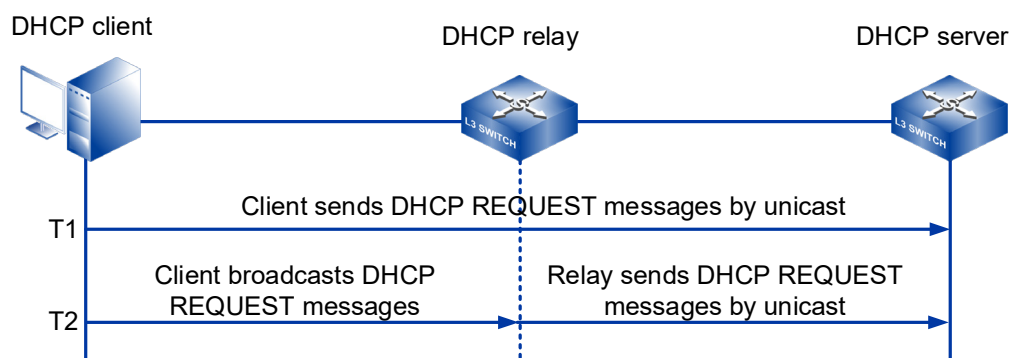 DHCP client
DHCP relay
DHCP server
L3 SWITCH
L3 SWITCH
Client sends DHCP REQUEST messages by unicast
T1
Client broadcasts DHCP
REQUEST messages
Relay sends DHCP REQUEST
messages by unicast
T2